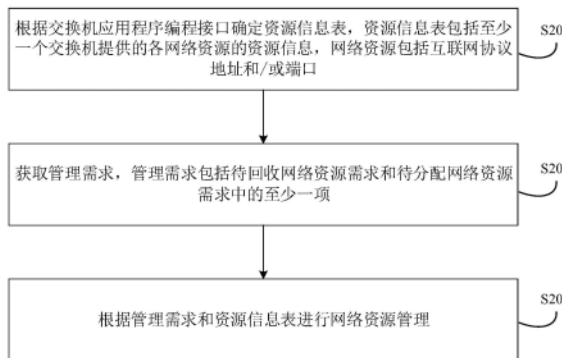 根据交换机应用程序编程接口确定资源信息表，资源信息表包括至少
一个交换机提供的各网络资源的资源信息，网络资源包括互联网协议
地址和/或端口
S20
获取管理需求，管理需求包括待回收网络资源需求和待分配网络资源
需求中的至少一项
S20
根据管理需求和资源信息表进行网络资源管理
S20